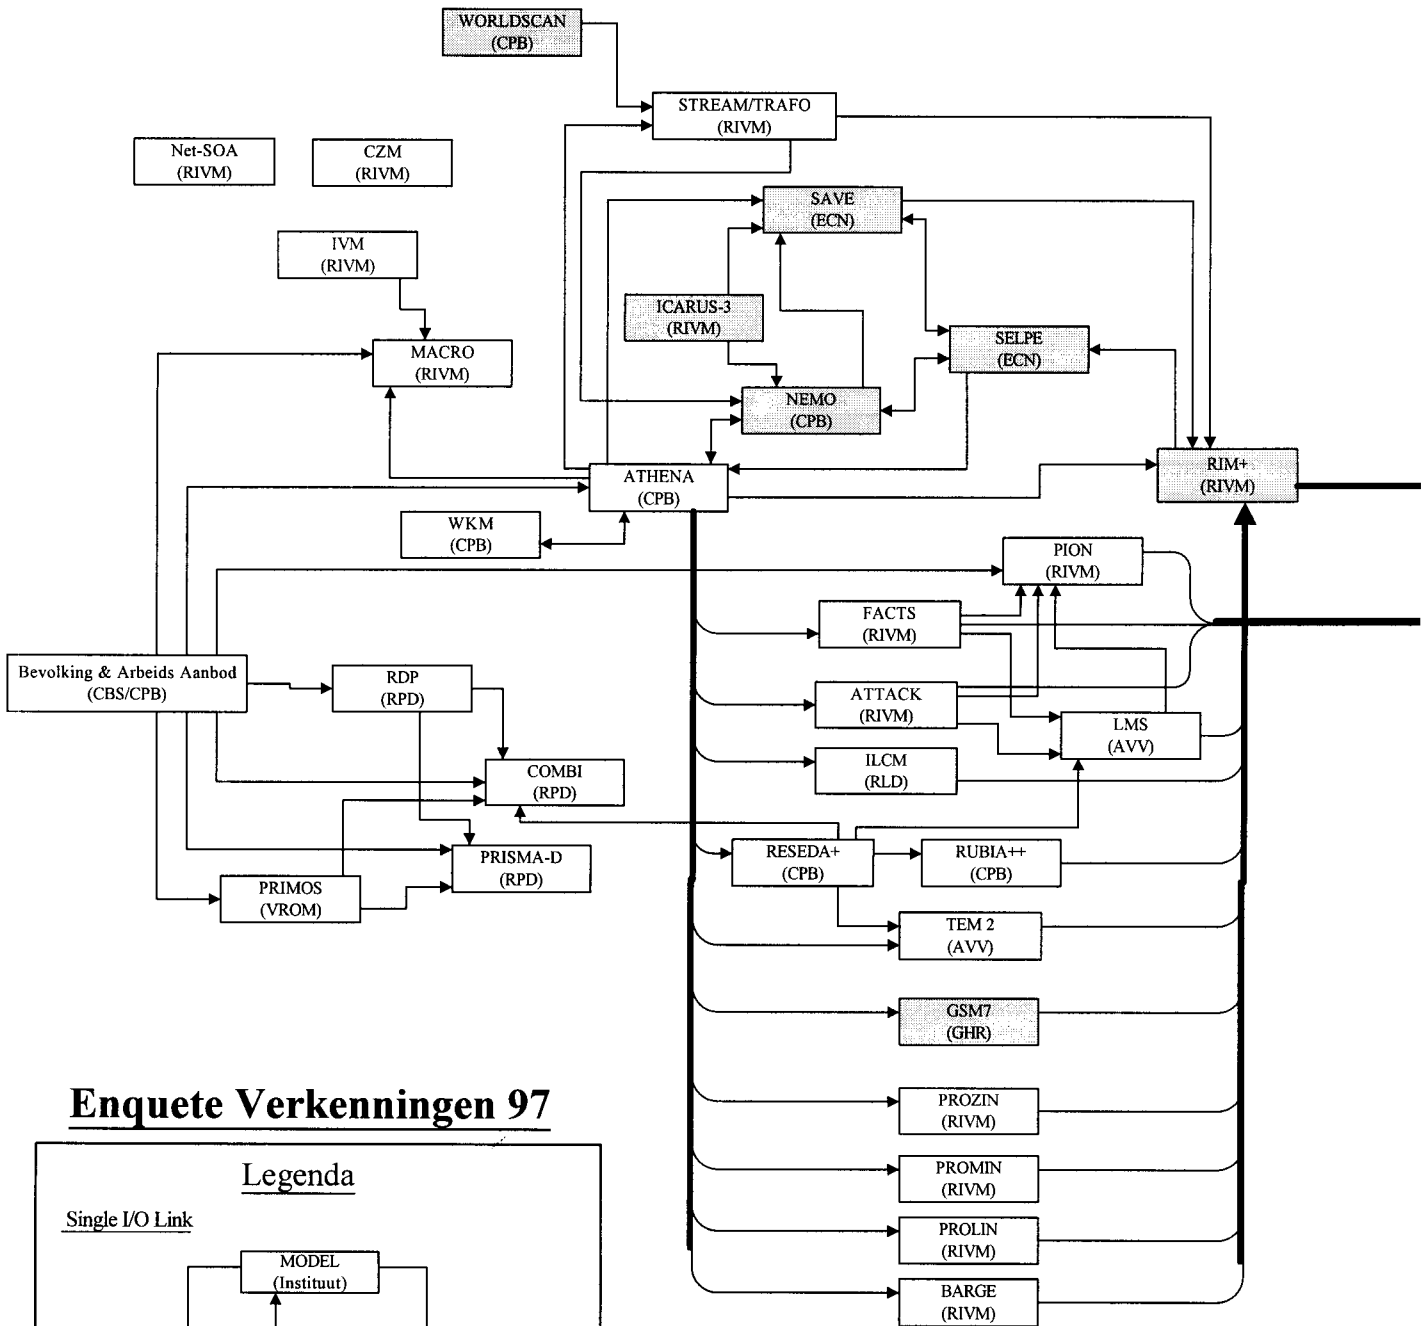 WORLDSCAN
(CPB)
STREAM/TRAFO
(RIVM)
Net-SOA
(RIVM)
CZM
(RIVM)
SAVE
(ECN)
IVM
(RIVM)
ICARUS-3
(RIVM)
SELPE
(ECN)
MACRO
(RIVM)
NEMO
(CPB)
ATHENA
(CPB)
RIM+
(RIVM)
WKM
(CPB)
PION
(RIVM)
FACTS
(RIVM)
Bevolking & Arbeids Aanbod
(CBS/CPB)
RDP
(RPD)
ATTACK
(RIVM)
LMS
(AVV)
COMBI
(RPD)
ILCM
(RLD)
PRISMA-D
(RPD)
RESEDA+
(CPB)
RUBIA++
(CPB)
PRIMOS
(VROM)
TEM 2
(AVV)
GSM7
(GHR)
Enquete Verkenningen 97
PROZIN
(RIVM)
Legenda
PROMIN
(RIVM)
Single I/O Link
PROLIN
(RIVM)
MODEL
(Instituut)
BARGE
(RIVM)